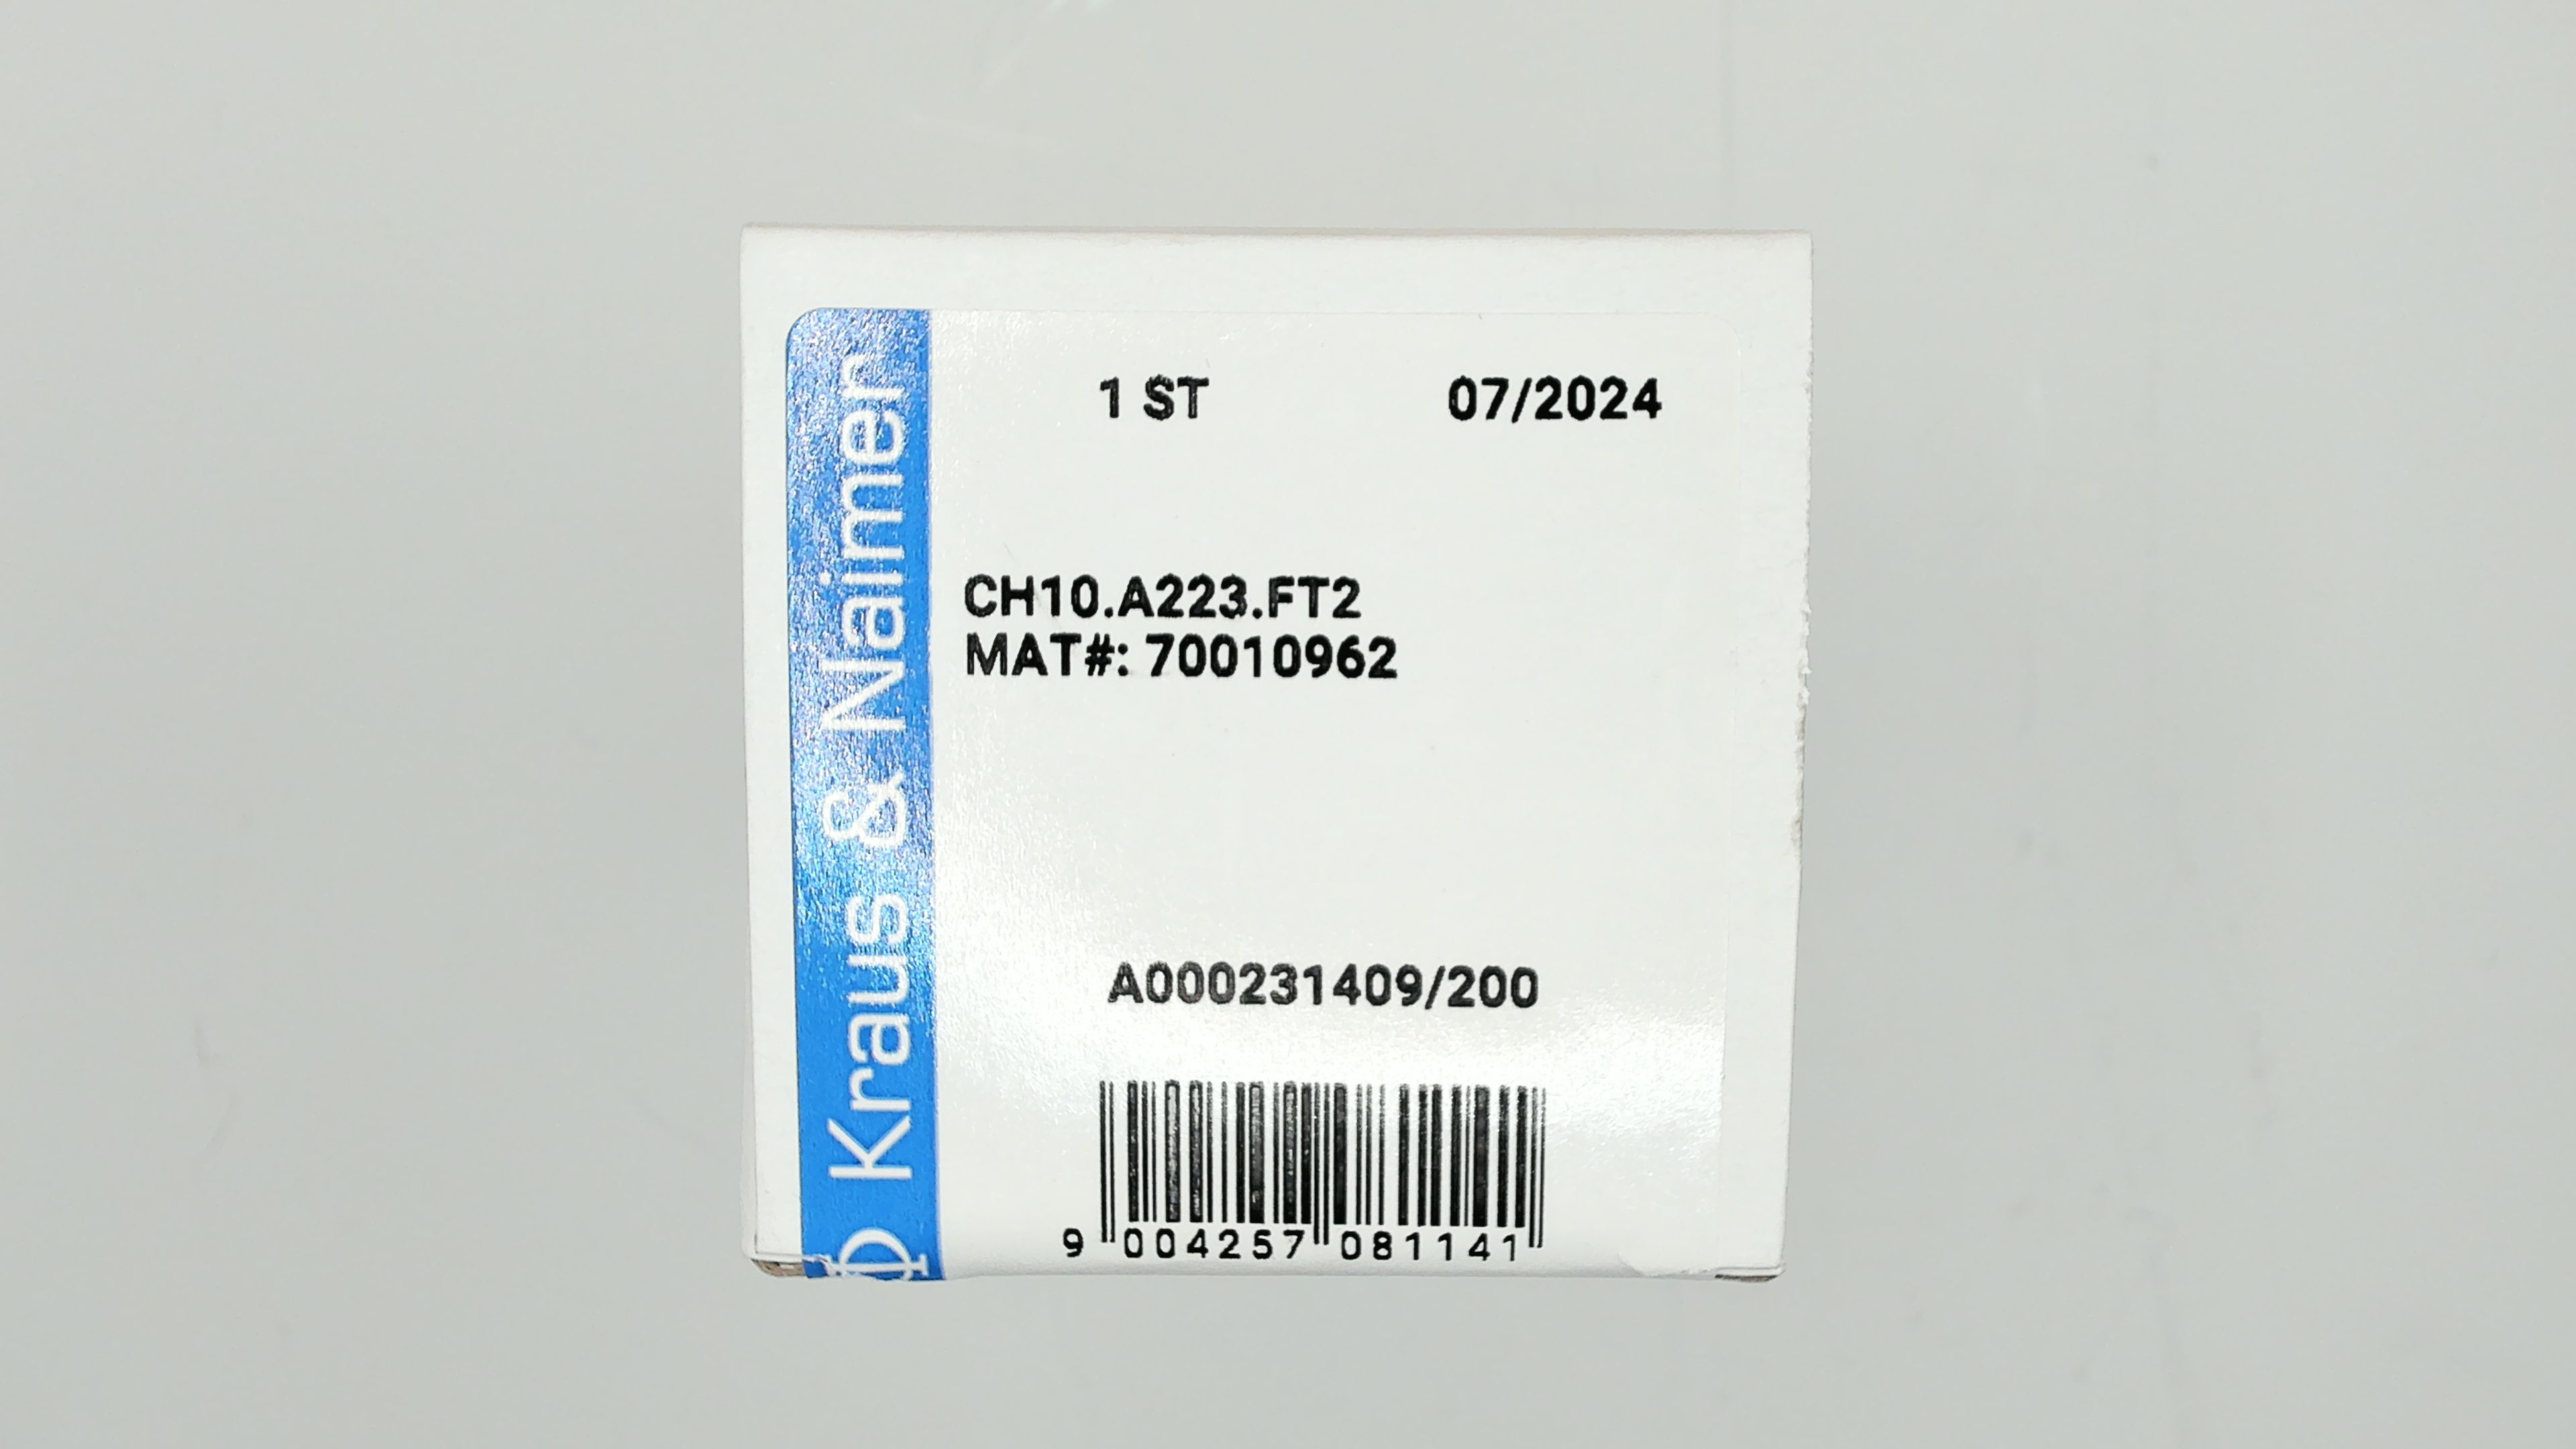 Kraus & Naimer
1 ST 07/2024
CH10.A223.FT2
MAT#: 70010962
A000231409/200
9 004257 081141